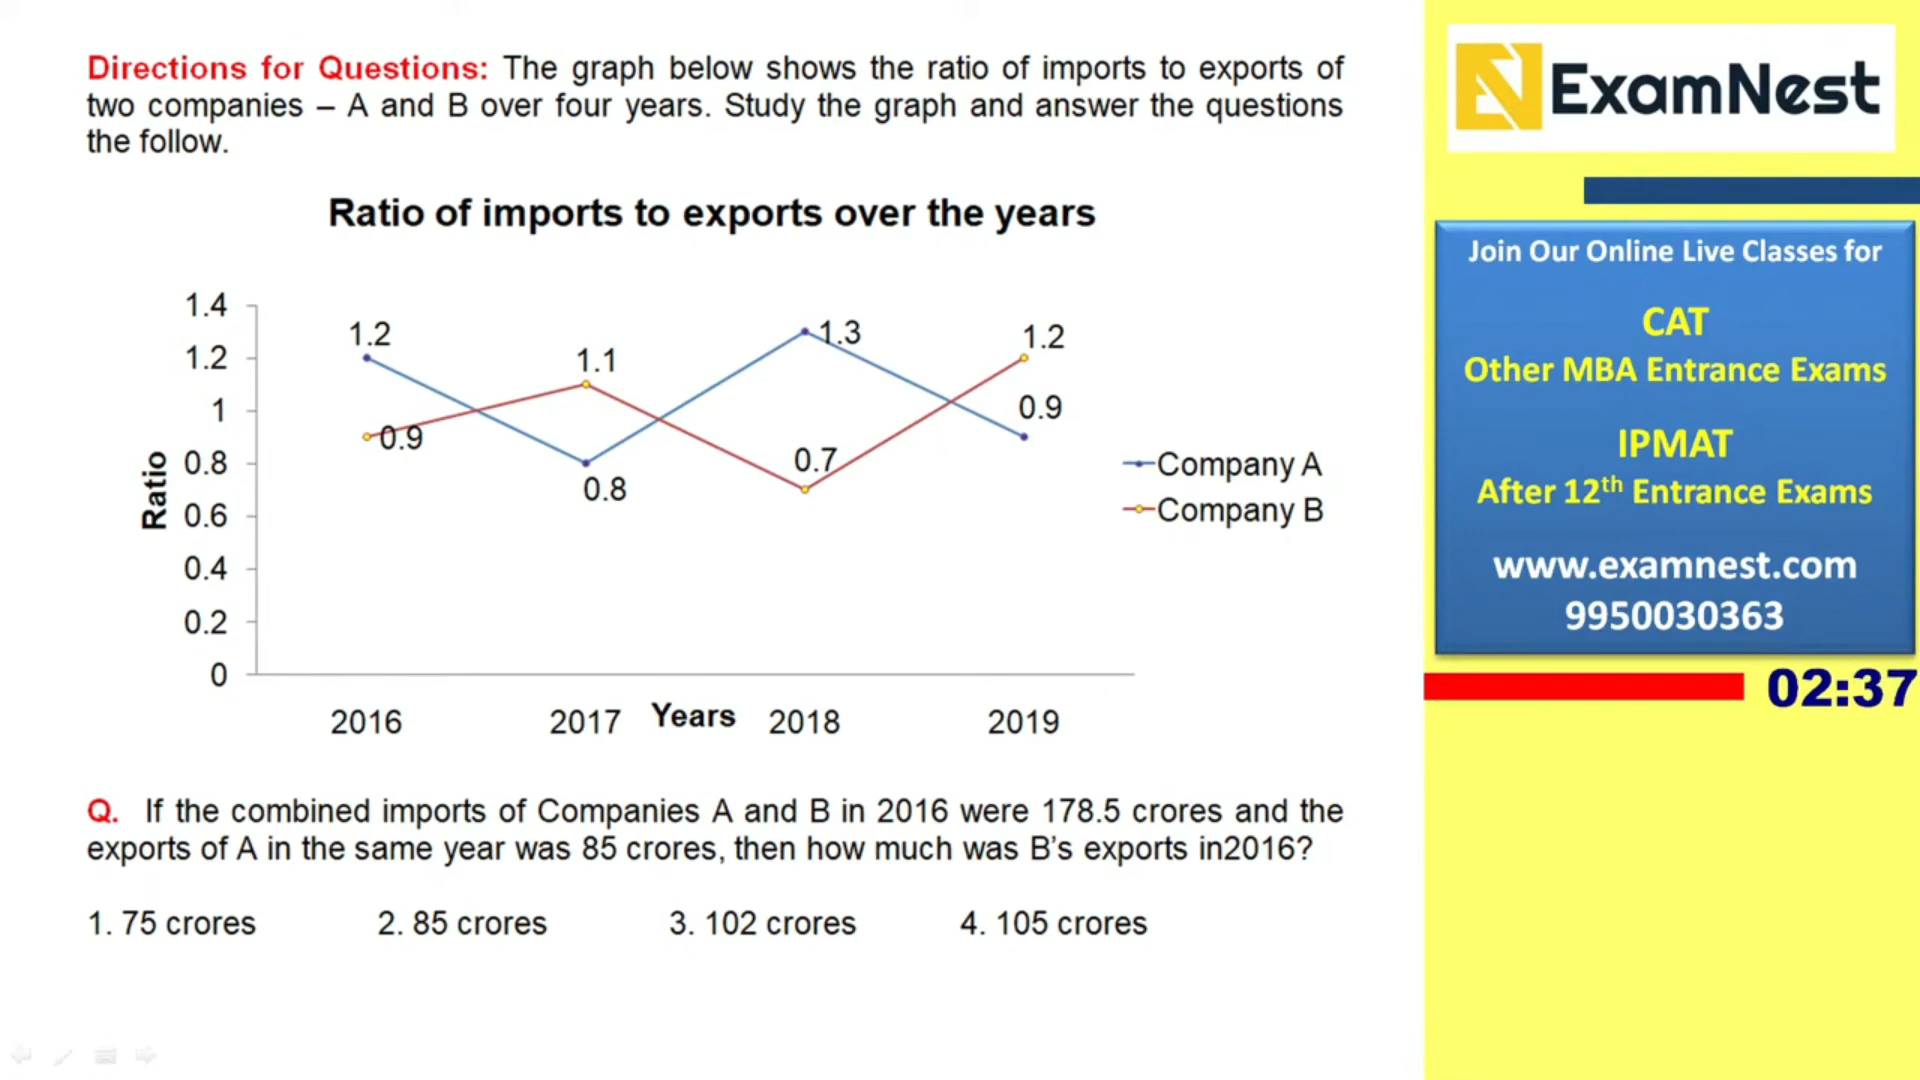 Directions for Questions: The graph below shows the ratio of imports to exports of
two companies – A and B over four years. Study the graph and answer the questions
the follow.
Ratio of imports to exports over the years
1.4
1.2
1
0.8
0.6
0.4
0.2
0
Ratio
1.2
0.9
1.1
0.8
1.3
0.7
1.2
0.9
Company A
Company B
2016
2017
Years
2018
2019
Q. If the combined imports of Companies A and B in 2016 were 178.5 crores and the
exports of A in the same year was 85 crores, then how much was B’s exports in2016?
1. 75 crores
2. 85 crores
3. 102 crores
4. 105 crores
ExamNest
Join Our Online Live Classes for
CAT
Other MBA Entrance Exams
IPMAT
After 12th Entrance Exams
www.examnest.com
9950030363
02:37